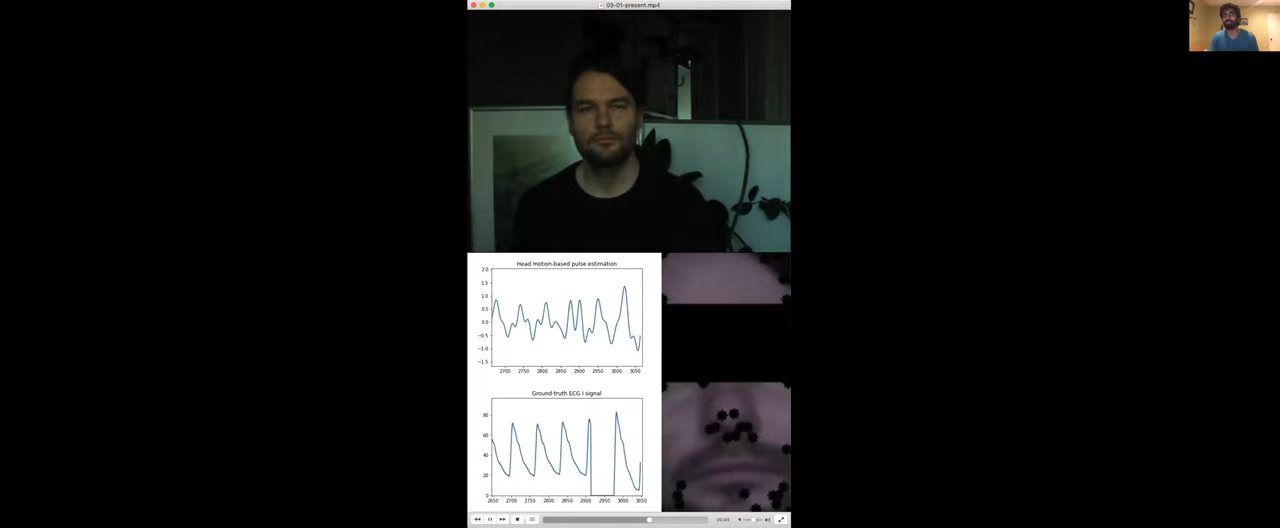 03-01-present.mp4
Head motion-based pulse estimation
2.0
1.5
1.0
0.5
0.0
−0.5
−1.0
−1.5
2700 2750 2800 2850 2900 2950 3000 3050
Ground-truth ECG I signal
80
60
40
20
0
2650 2700 2750 2800 2850 2900 2950 3000 3050